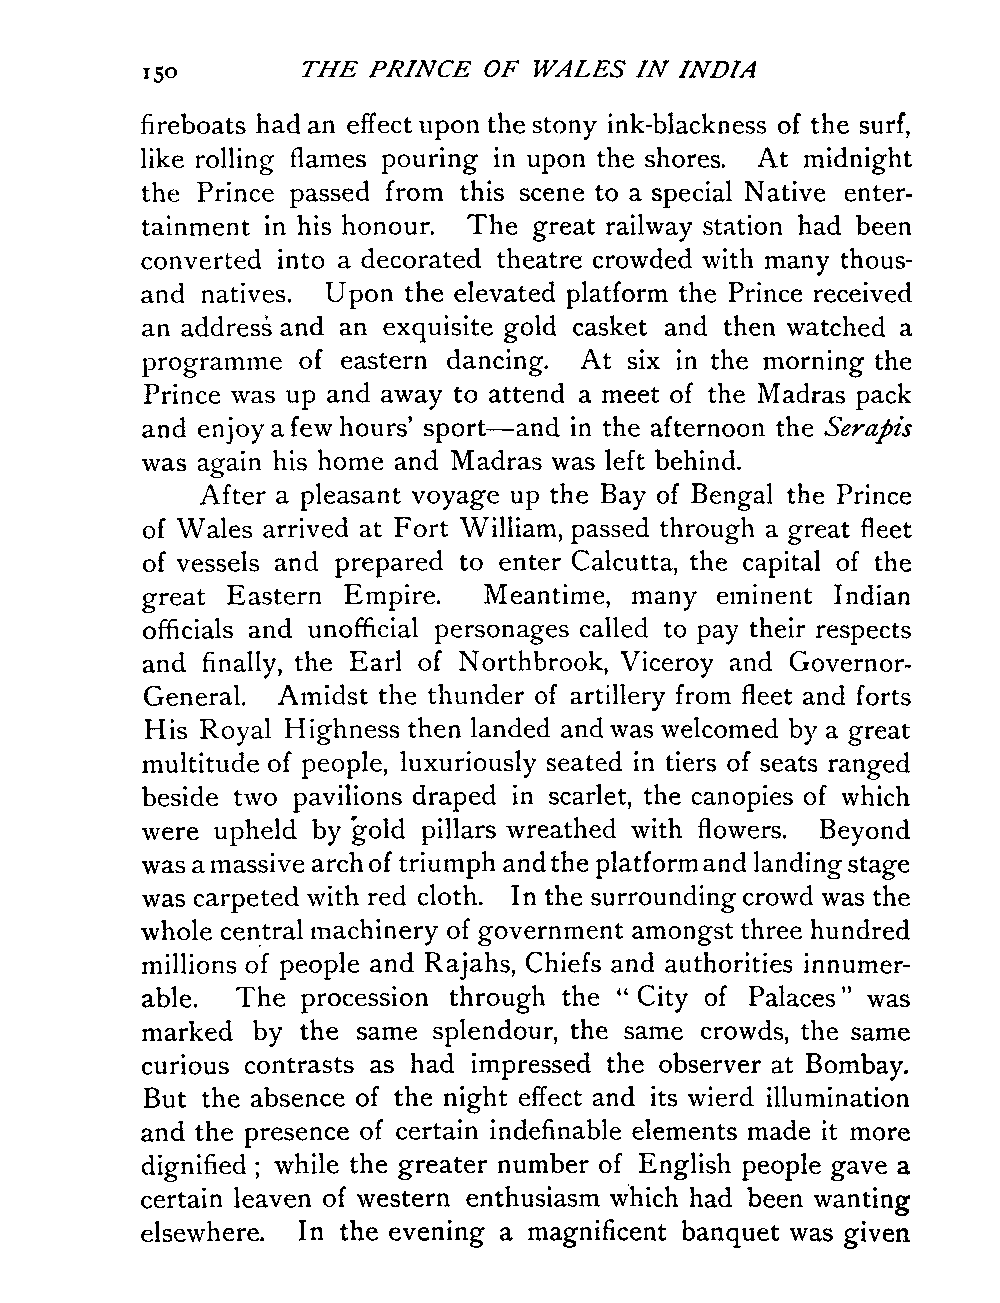 150 THE PRINCE OF WALES IN INDIA
fireboats had an effect upon the stony ink-blackness of the surf,
like rolling flames pouring in upon the shores. At midnight
the Prince passed from this scene to a special Native enter-
tainment in his honour. The great railway station had been
converted into a decorated theatre crowded with many thous-
and natives. Upon the elevated platform the Prince received
an address and an exquisite gold casket and then watched a
programme of eastern dancing. At six in the morning the
Prince was up and away to attend a meet of the Madras pack
and enjoy a few hours' sport—and in the afternoon the Serapis
was again his home and Madras was left behind.
After a pleasant voyage up the Bay of Bengal the Prince
of Wales arrived at Fort William, passed through a great fleet
of vessels and prepared to enter Calcutta, the capital of the
great Eastern Empire. Meantime, many eminent Indian
officials and unofficial personages called to pay their respects
and finally, the Earl of Northbrook, Viceroy and Governor-
General. Amidst the thunder of artillery from fleet and forts
His Royal Highness then landed and was welcomed by a great
multitude of people, luxuriously seated in tiers of seats ranged
beside two pavilions draped in scarlet, the canopies of which
were upheld by gold pillars wreathed with flowers. Beyond
was a massive arch of triumph and the platform and landing stage
was carpeted with red cloth. In the surrounding crowd was the
whole central machinery of government amongst three hundred
millions of people and Rajahs, Chiefs and authorities innumer-
able. The procession through the "City of Palaces" was
marked by the same splendour, the same crowds, the same
curious contrasts as had impressed the observer at Bombay.
But the absence of the night effect and its wierd illumination
and the presence of certain indefinable elements made it more
dignified ; while the greater number of English people gave a
certain leaven of western enthusiasm which had been wanting
elsewhere. In the evening a magnificent banquet was given